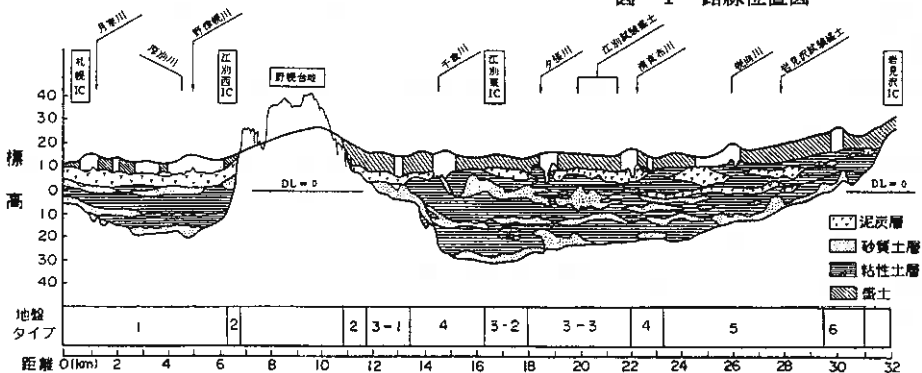 図-1 路線位置図
月寒川
厚別川
野幌川
千歳川
夕張川
江別試験盛土
南真布川
幌向川
岩見沢試験盛土
札幌IC
江別西IC
野幌台地
江別東IC
岩見沢IC
40
30
20
10
0
10
20
30
40
標高
DL=0
DL=0
泥炭層
砂質土層
粘性土層
盛土
地盤タイプ
1
2
2
3-1
4
3-2
3-3
4
5
6
距離 0(km) 2 4 6 8 10 12 14 16 18 20 22 24 26 28 30 32